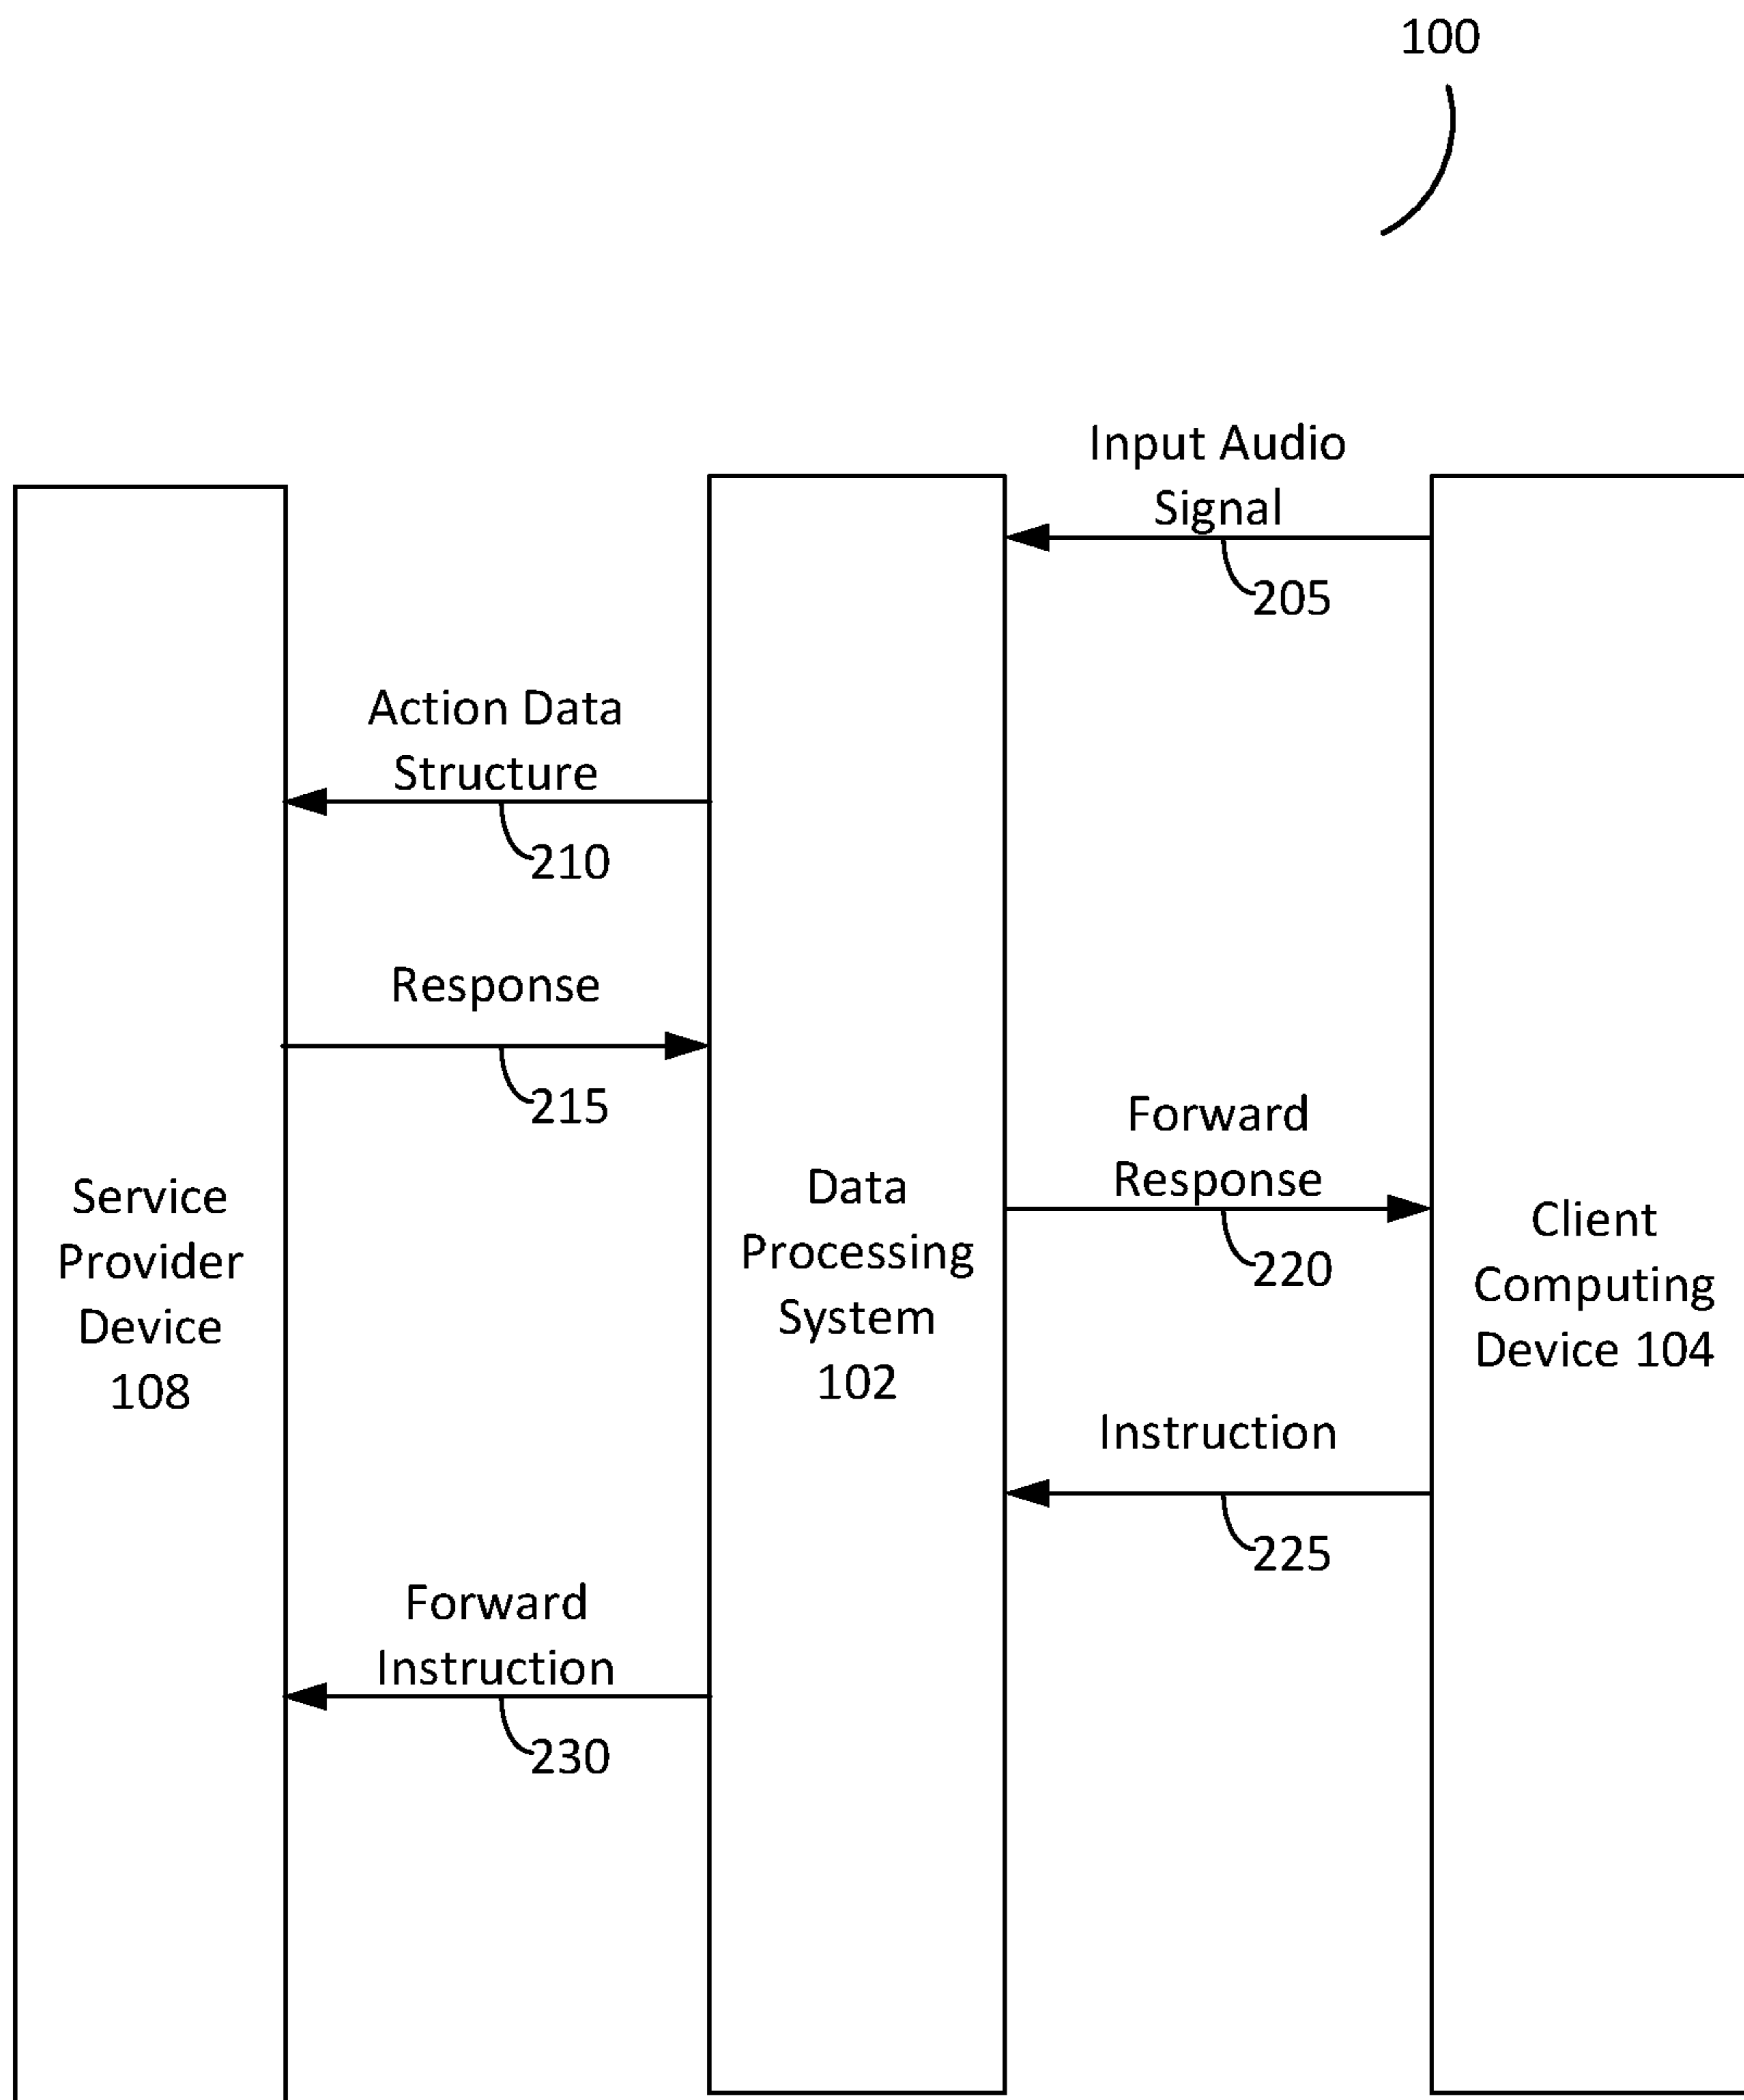 100
Input Audio
Signal
205
Action Data
Structure
210
Response
215
Forward
Response
220
Service
Provider
Device
108
Data
Processing
System
102
Client
Computing
Device 104
Instruction
225
Forward
Instruction
230